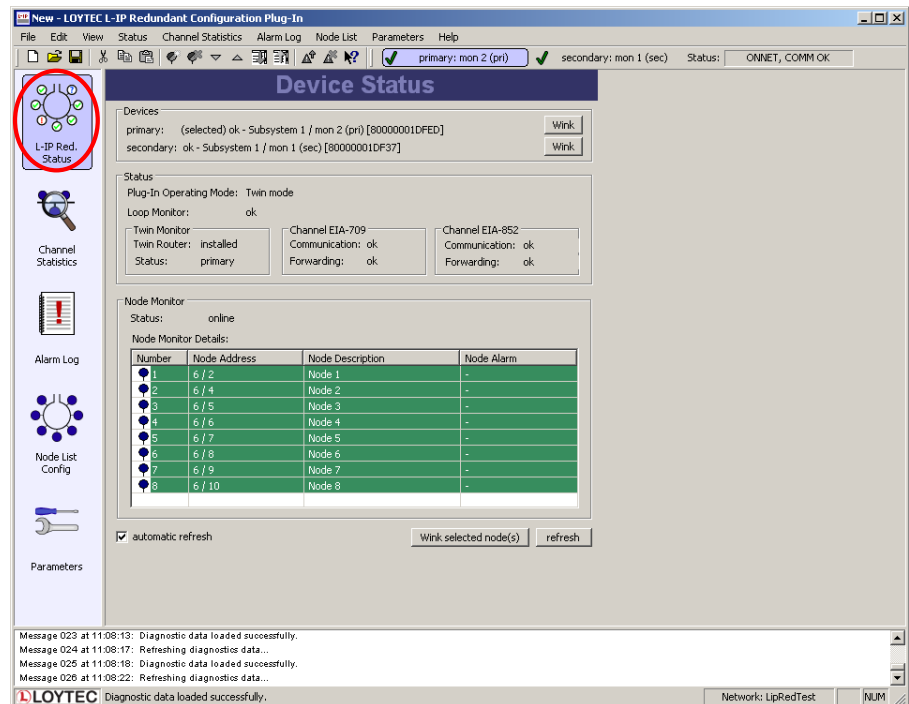 New - LOYTEC L-IP Redundant Configuration Plug-In
File Edit View Status Channel Statistics Alarm Log Node List Parameters Help
primary: mon 2 (pri) secondary: mon 1 (sec) Status: ONNET, COMM OK
L-IP Red.
Status
Channel
Statistics
Alarm Log
Node List
Config
Parameters
Device Status
Devices
primary: (selected) ok - Subsystem 1 / mon 2 (pri) [80000001DFED] Wink
secondary: ok - Subsystem 1 / mon 1 (sec) [80000001DF37] Wink
Status
Plug-In Operating Mode: Twin mode
Loop Monitor: ok
Twin Monitor
Twin Router: installed
Status: primary
Channel EIA-709
Communication: ok
Forwarding: ok
Channel EIA-852
Communication: ok
Forwarding: ok
Node Monitor
Status: online
Node Monitor Details:
Number Node Address Node Description Node Alarm
1 6 / 2 Node 1 -
2 6 / 4 Node 2 -
3 6 / 5 Node 3 -
4 6 / 6 Node 4 -
5 6 / 7 Node 5 -
6 6 / 8 Node 6 -
7 6 / 9 Node 7 -
8 6 / 10 Node 8 -
automatic refresh Wink selected node(s) refresh
Message 023 at 11:08:13: Diagnostic data loaded successfully.
Message 024 at 11:08:17: Refreshing diagnostics data...
Message 025 at 11:08:18: Diagnostic data loaded successfully.
Message 026 at 11:08:22: Refreshing diagnostics data...
LOYTEC Diagnostic data loaded successfully. Network: LipRedTest NUM